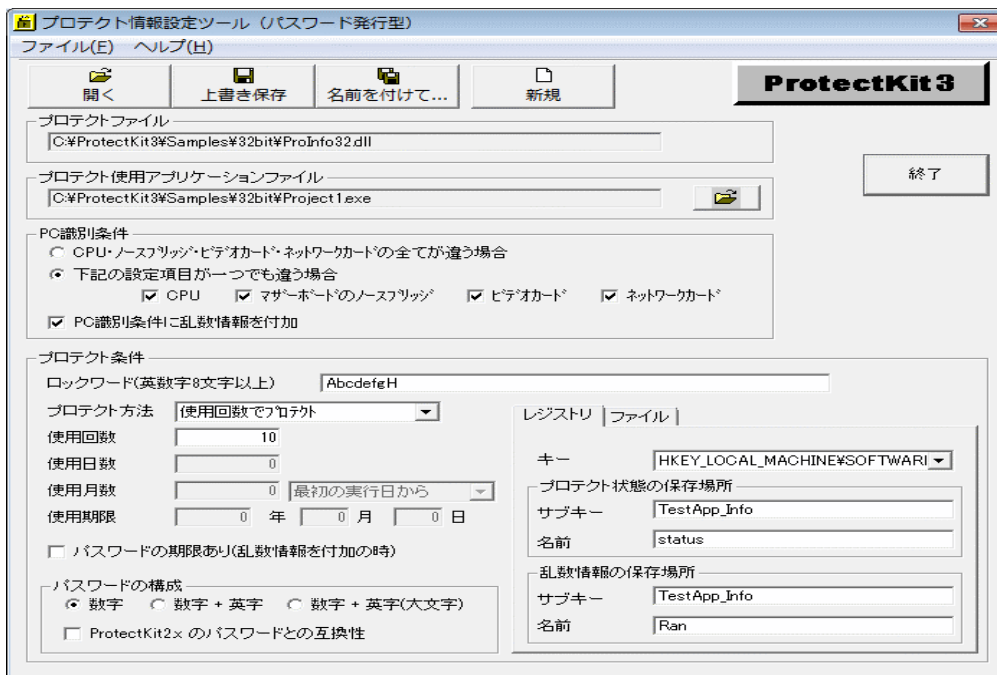 プロテクト情報設定ツール（パスワード発行型）
ファイル(F) ヘルプ(H)
開く 上書き保存 名前を付けて... 新規 ProtectKit3
プロテクトファイル
C:¥ProtectKit3¥Samples¥32bit¥ProInfo32.dll
プロテクト使用アプリケーションファイル
C:¥ProtectKit3¥Samples¥32bit¥Project1.exe
終了
PC識別条件
CPU・ノースブリッジ・ビデオカード・ネットワークカードの全てが違う場合
下記の設定項目が一つでも違う場合
CPU マザーボードのノースブリッジ ビデオカード ネットワークカード
PC識別条件に乱数情報を付加
プロテクト条件
ロックワード(英数字8文字以上) AbcdefgH
プロテクト方法 使用回数でプロテクト
使用回数 10
使用日数 0
使用月数 0 最初の実行日から
使用期限 0 年 0 月 0 日
パスワードの期限あり(乱数情報を付加の時)
パスワードの構成
数字 数字 + 英字 数字 + 英字(大文字)
ProtectKit2x のパスワードとの互換性
レジストリ ファイル
キー HKEY_LOCAL_MACHINE¥SOFTWARE
プロテクト状態の保存場所
サブキー TestApp_Info
名前 status
乱数情報の保存場所
サブキー TestApp_Info
名前 Ran